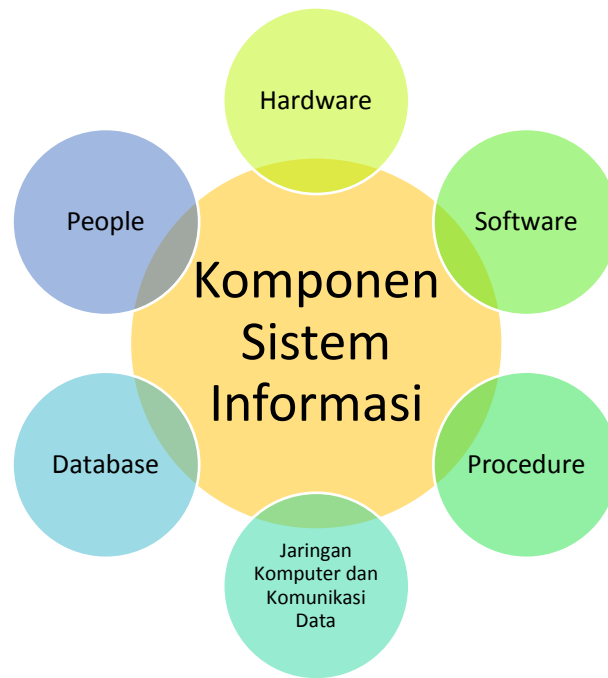 Hardware
People
Software
Komponen
Sistem
Informasi
Database
Procedure
Jaringan
Komputer dan
Komunikasi
Data